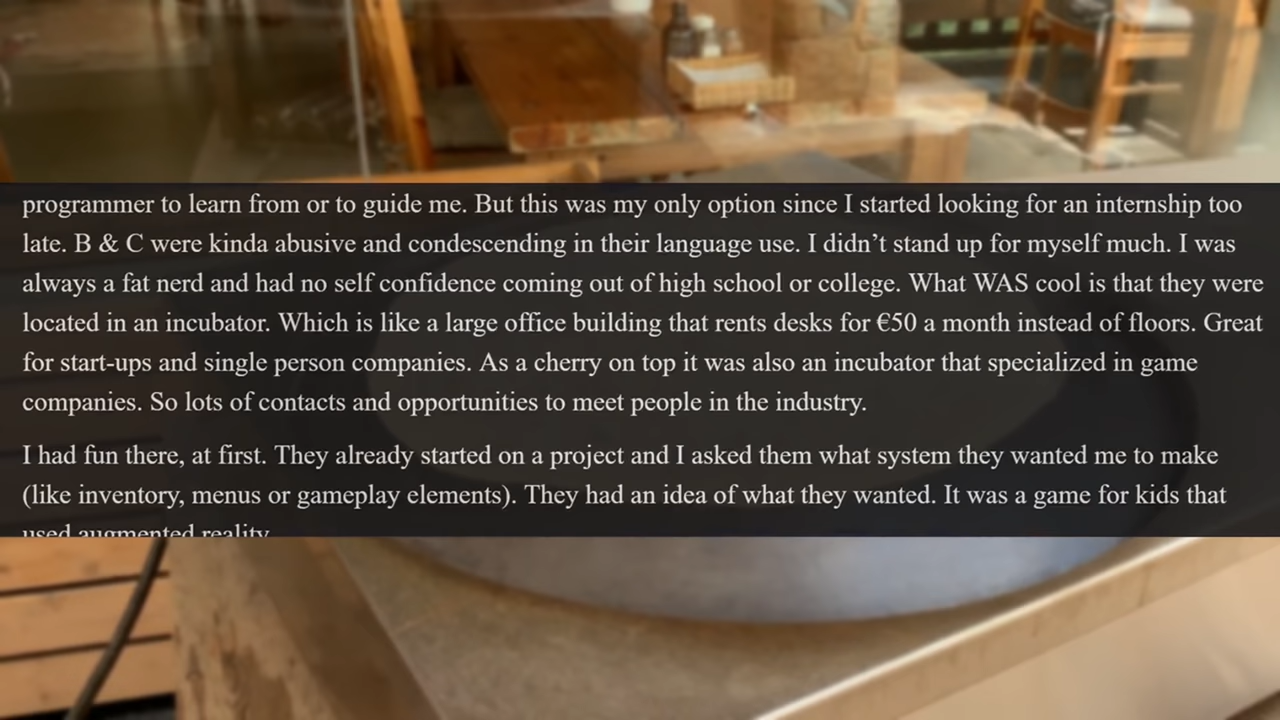 programmer to learn from or to guide me. But this was my only option since I started looking for an internship too
late. B & C were kinda abusive and condescending in their language use. I didn’t stand up for myself much. I was
always a fat nerd and had no self confidence coming out of high school or college. What WAS cool is that they were
located in an incubator. Which is like a large office building that rents desks for €50 a month instead of floors. Great
for start-ups and single person companies. As a cherry on top it was also an incubator that specialized in game
companies. So lots of contacts and opportunities to meet people in the industry.
I had fun there, at first. They already started on a project and I asked them what system they wanted me to make
(like inventory, menus or gameplay elements). They had an idea of what they wanted. It was a game for kids that
used augmented reality